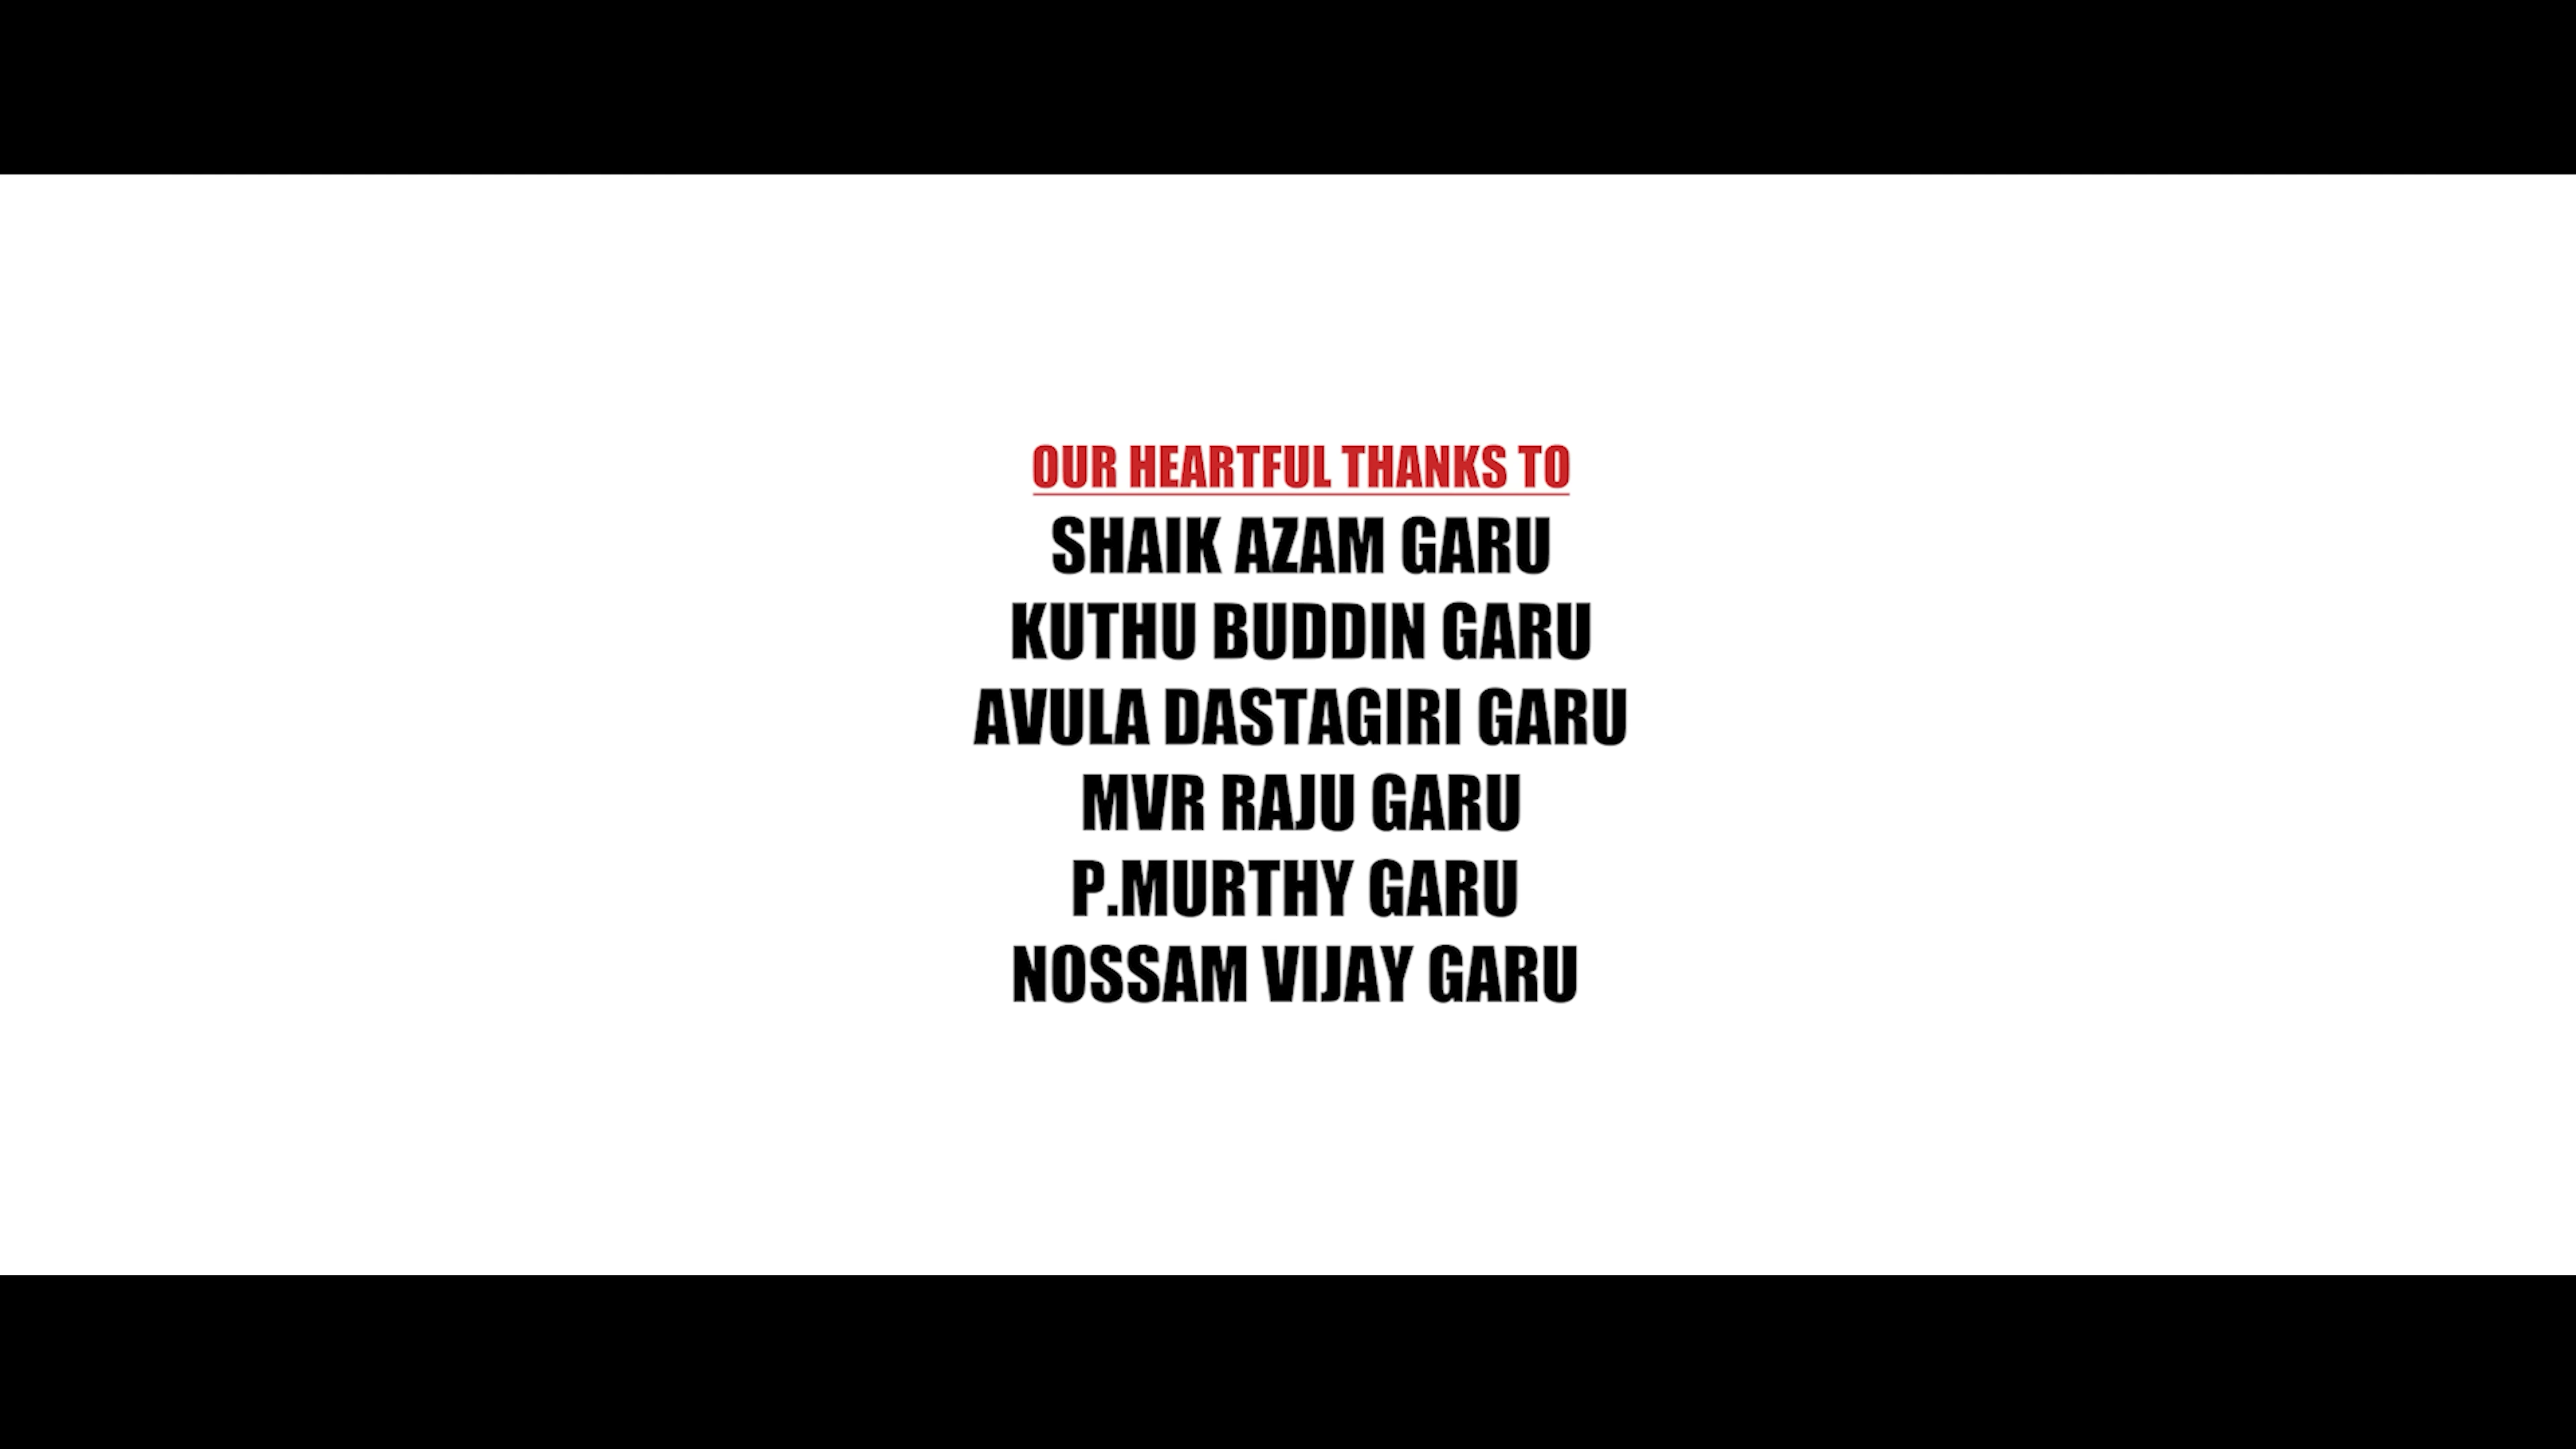 OUR HEARTFUL THANKS TO
SHAIK AZAM GARU
KUTHU BUDDIN GARU
AVULA DASTAGIRI GARU
MVR RAJU GARU
P.MURTHY GARU
NOSSAM VIJAY GARU